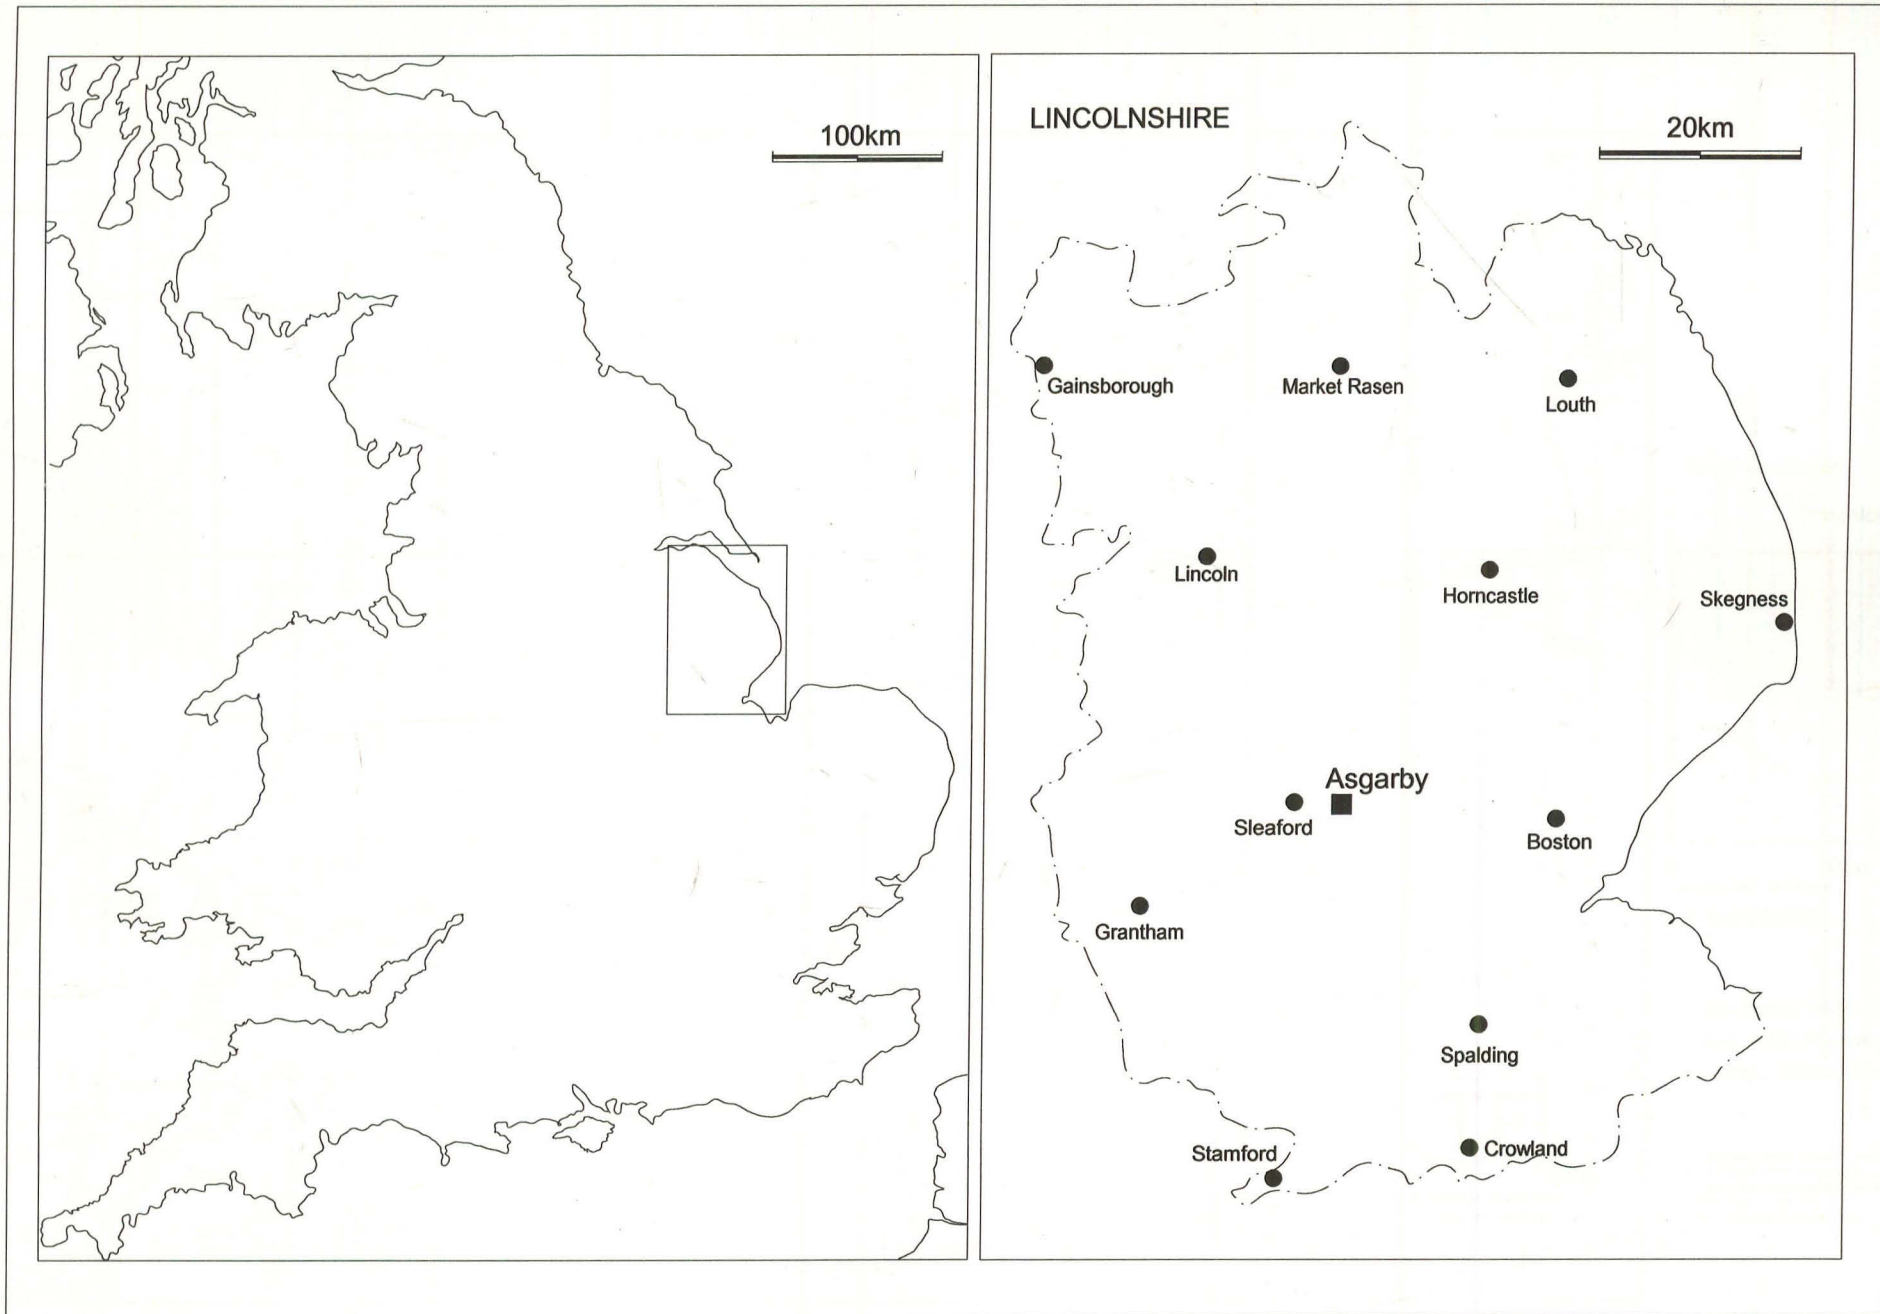 100km
LINCOLNSHIRE
20km
Gainsborough
Market Rasen
Louth
Lincoln
Horncastle
Skegness
Asgarby
Sleaford
Boston
Grantham
Spalding
Stamford
Crowland